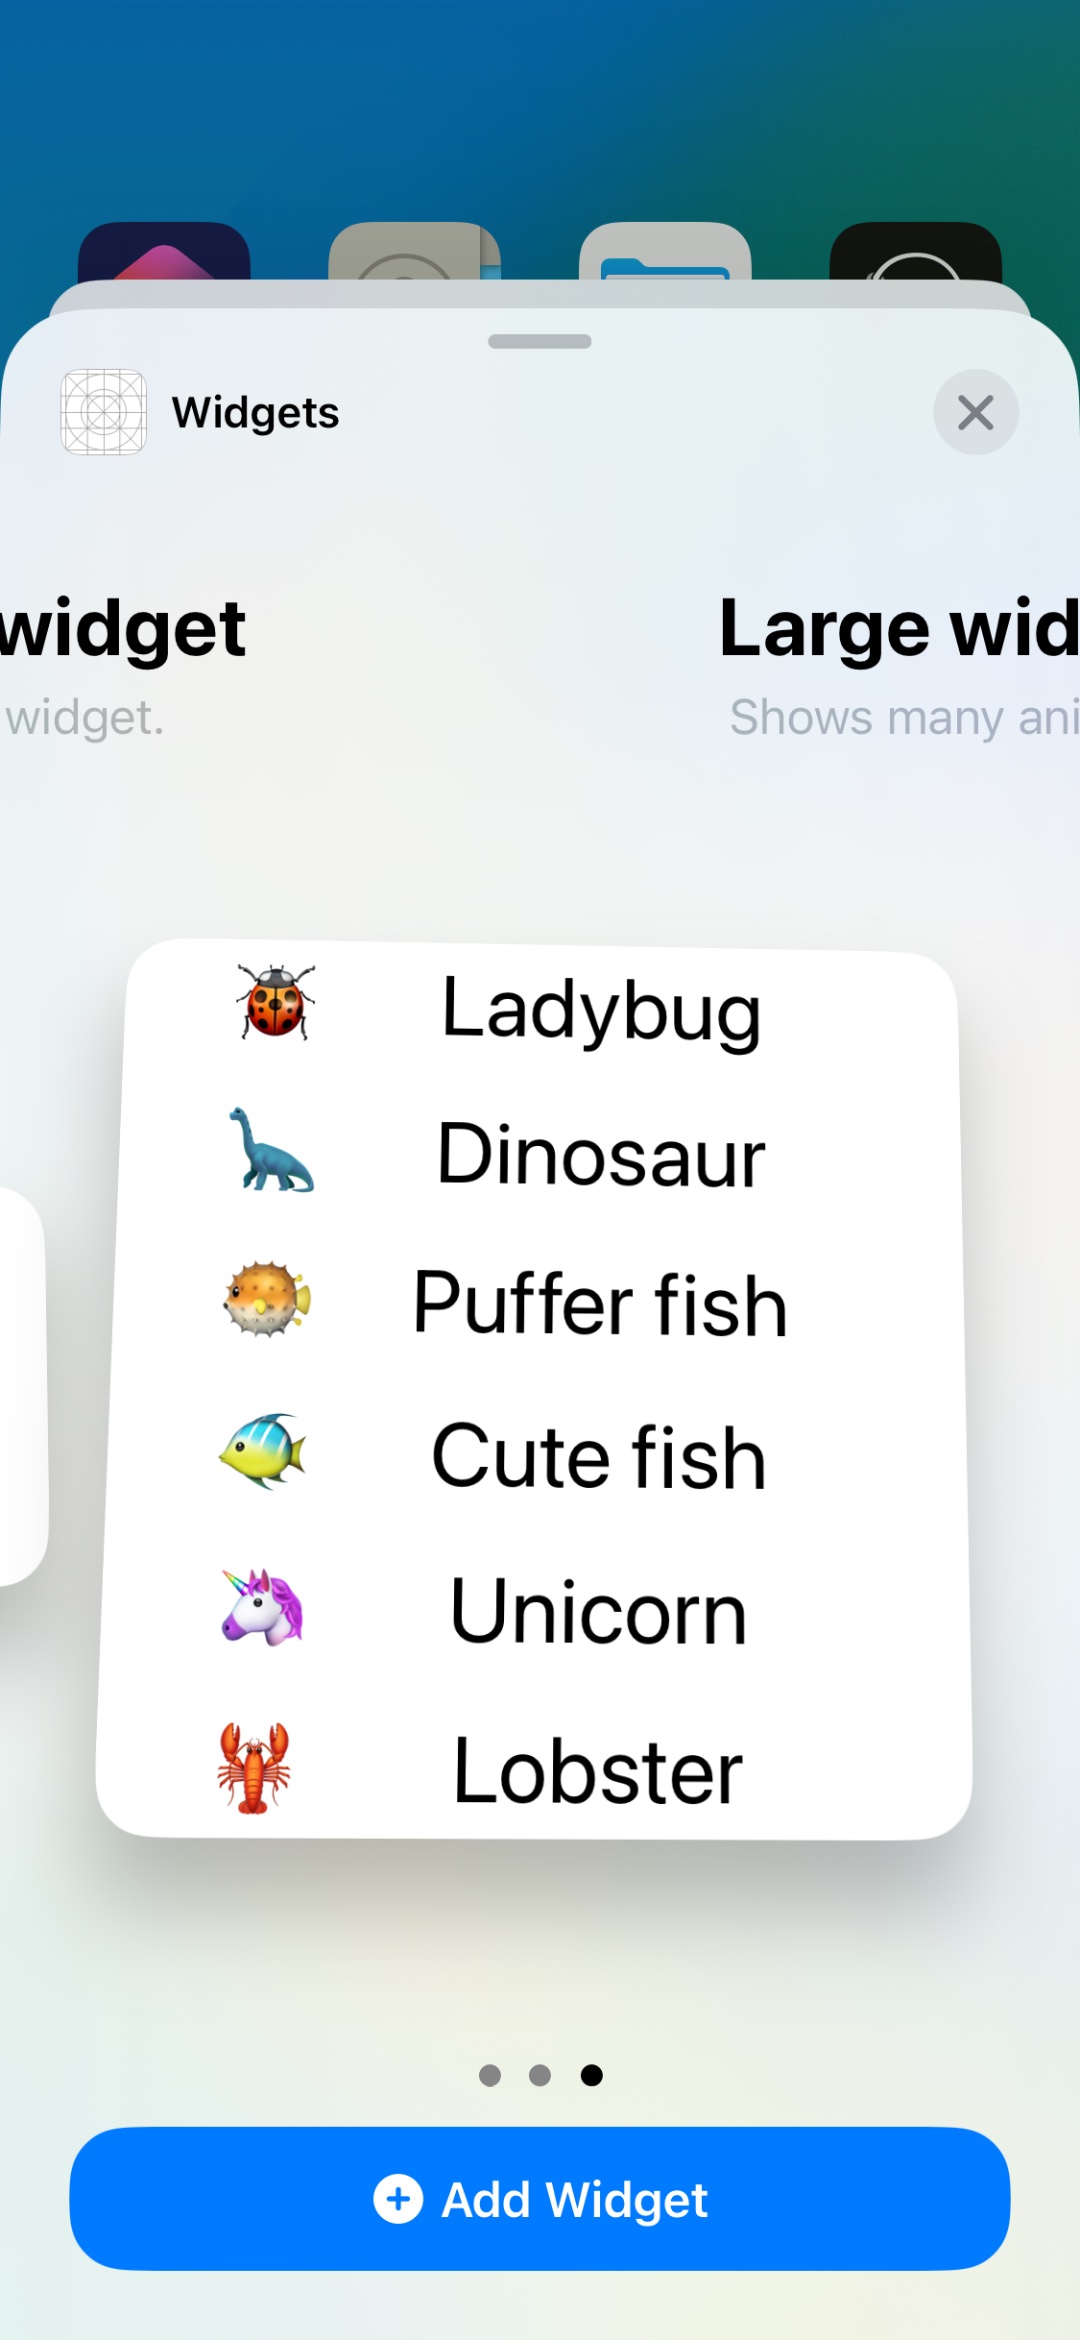 Widgets
widget
Large wid
widget.
Shows many ani
Ladybug
Dinosaur
Puffer fish
Cute fish
Unicorn
Lobster
Add Widget